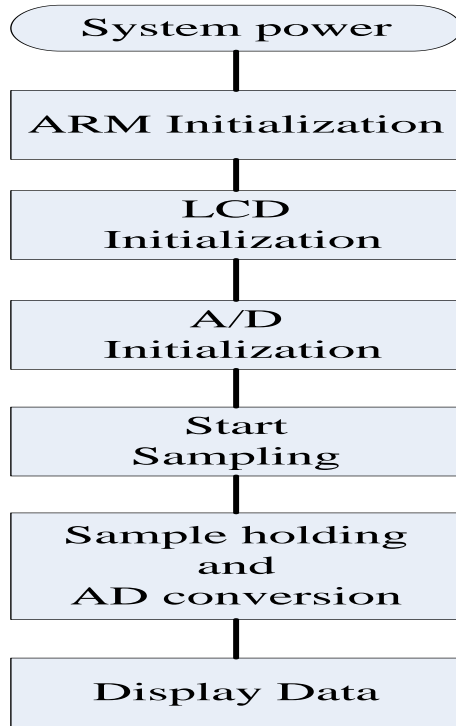 System power
ARM Initialization
LCD
Initialization
A/D
Initialization
Start
Sampling
Sample holding
and
AD conversion
Display Data